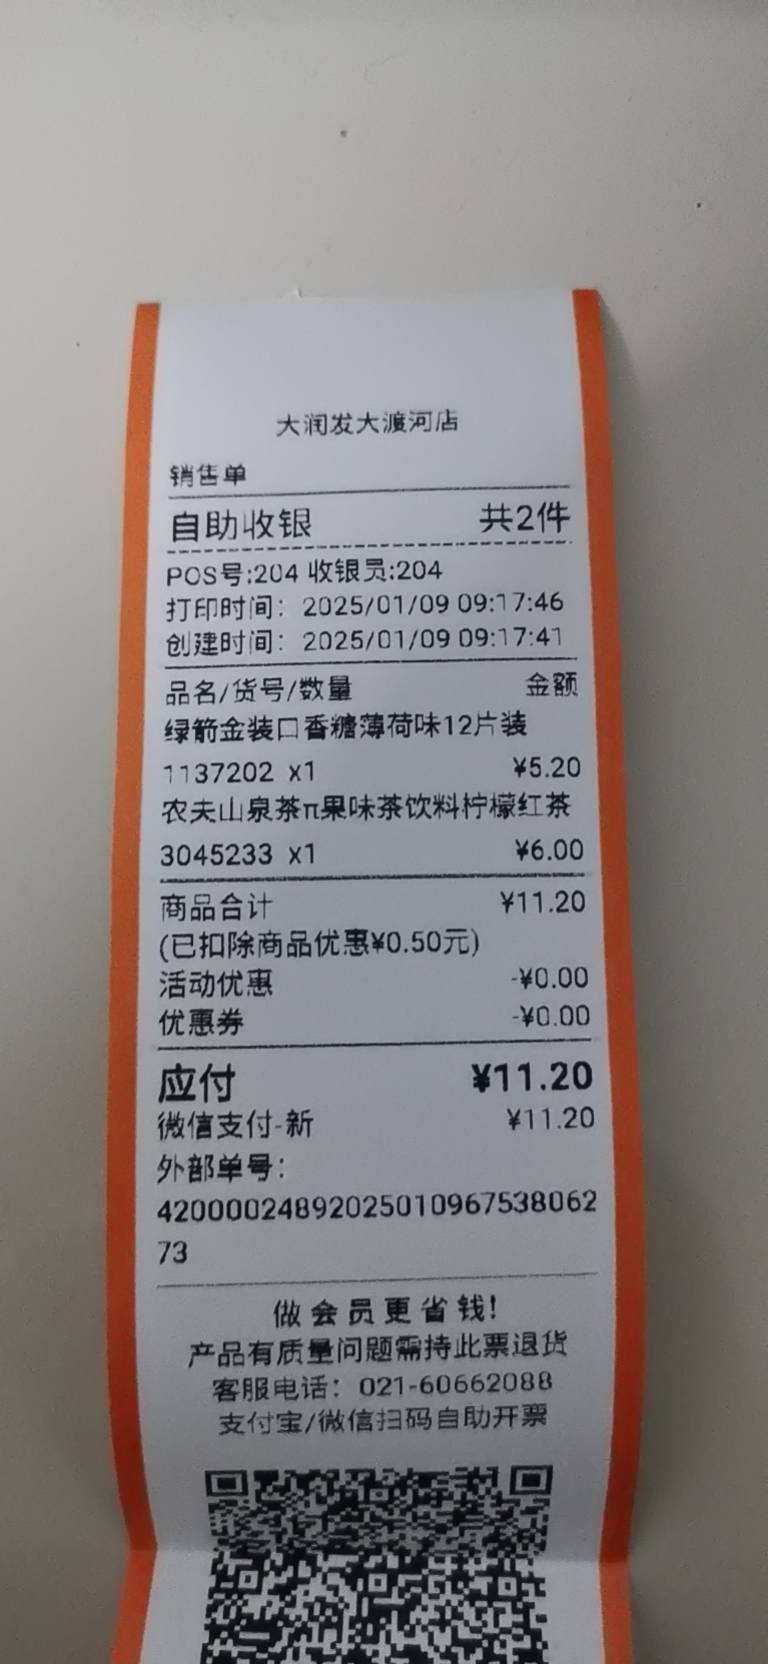 大润发大渡河店
销售单
自助收银 共2件
POS号:204 收银员:204
打印时间： 2025/01/09 09:17:46
创建时间： 2025/01/09 09:17:41
品名/货号/数量 金额
绿箭金装口香糖薄荷味12片装
1137202 x1 ¥5.20
农夫山泉茶π果味茶饮料柠檬红茶
3045233 x1 ¥6.00
商品合计 ¥11.20
(已扣除商品优惠¥0.50元)
活动优惠 -¥0.00
优惠券 -¥0.00
应付 ¥11.20
微信支付-新 ¥11.20
外部单号：
42000024892025010967538062
73
做会员更省钱!
产品有质量问题需持此票退货
客服电话：021-60662088
支付宝/微信扫码自助开票